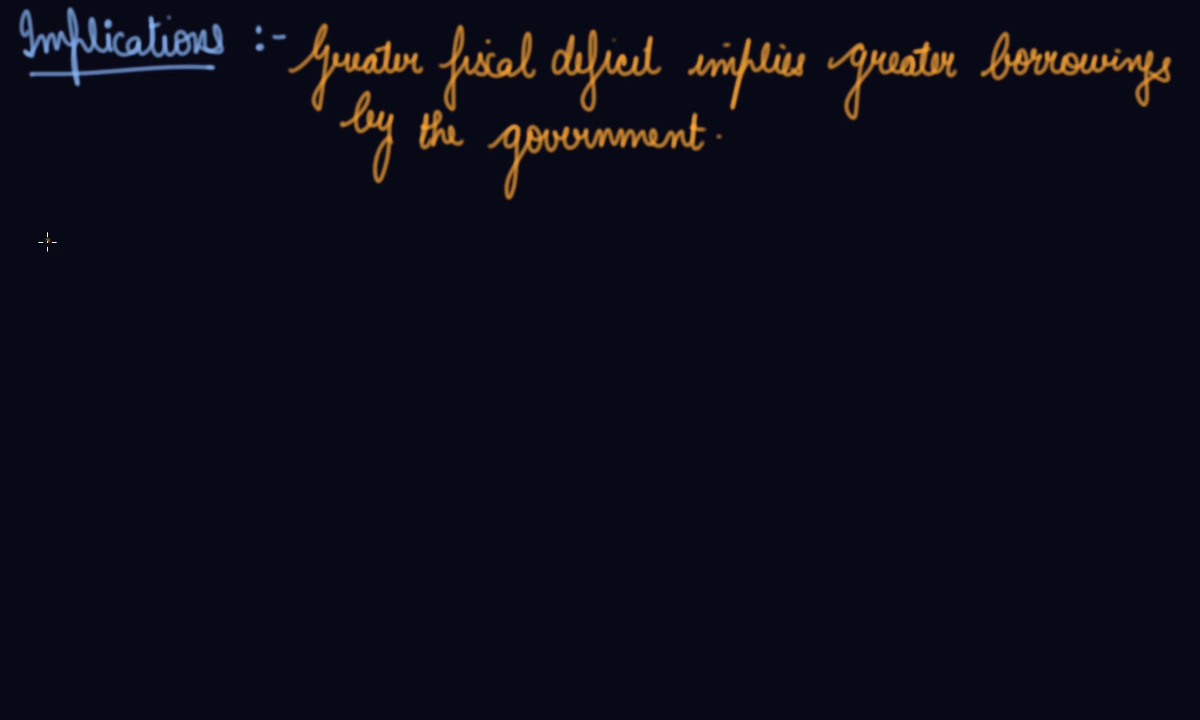 Implications :- Greater fiscal deficit implies greater borrowings
by the government.